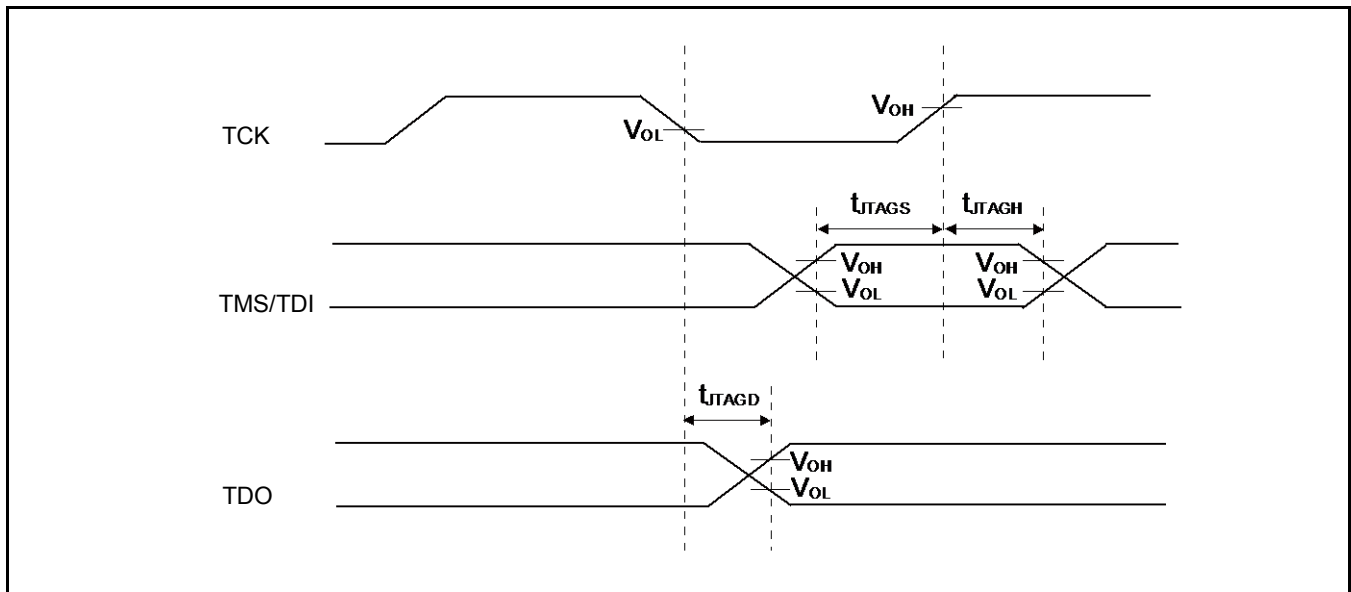 TCK
VOL
VOH
tJTAGS
tJTAGH
TMS/TDI
VOH
VOL
VOH
VOL
tJTAGD
TDO
VOH
VOL